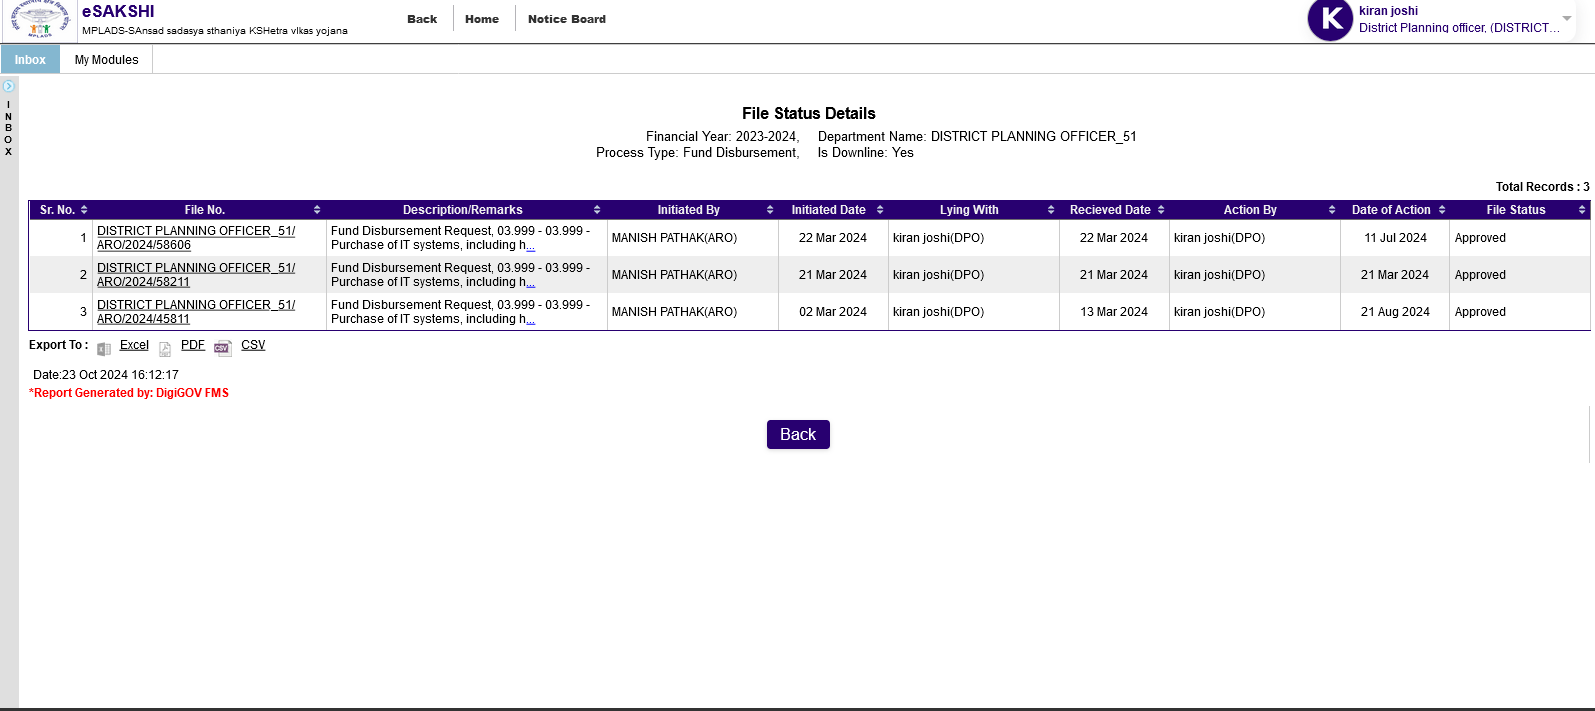 eSAKSHI
MPLADS-SAnsad sadasya sthaniya KSHetra vIkas yojana
Back Home Notice Board
K
kiran joshi
District Planning officer, (DISTRICT...
Inbox My Modules
INBOX
File Status Details
Financial Year: 2023-2024, Department Name: DISTRICT PLANNING OFFICER_51
Process Type: Fund Disbursement, Is Downline: Yes
Total Records : 3
Sr. No. File No. Description/Remarks Initiated By Initiated Date Lying With Recieved Date Action By Date of Action File Status
1 DISTRICT PLANNING OFFICER_51/ Fund Disbursement Request, 03.999 - 03.999 - MANISH PATHAK(ARO) 22 Mar 2024 kiran joshi(DPO) 22 Mar 2024 kiran joshi(DPO) 11 Jul 2024 Approved
ARO/2024/58606 Purchase of IT systems, including h...
2 DISTRICT PLANNING OFFICER_51/ Fund Disbursement Request, 03.999 - 03.999 - MANISH PATHAK(ARO) 21 Mar 2024 kiran joshi(DPO) 21 Mar 2024 kiran joshi(DPO) 21 Mar 2024 Approved
ARO/2024/58211 Purchase of IT systems, including h...
3 DISTRICT PLANNING OFFICER_51/ Fund Disbursement Request, 03.999 - 03.999 - MANISH PATHAK(ARO) 02 Mar 2024 kiran joshi(DPO) 13 Mar 2024 kiran joshi(DPO) 21 Aug 2024 Approved
ARO/2024/45811 Purchase of IT systems, including h...
Export To : Excel PDF CSV
Date:23 Oct 2024 16:12:17
*Report Generated by: DigiGOV FMS
Back